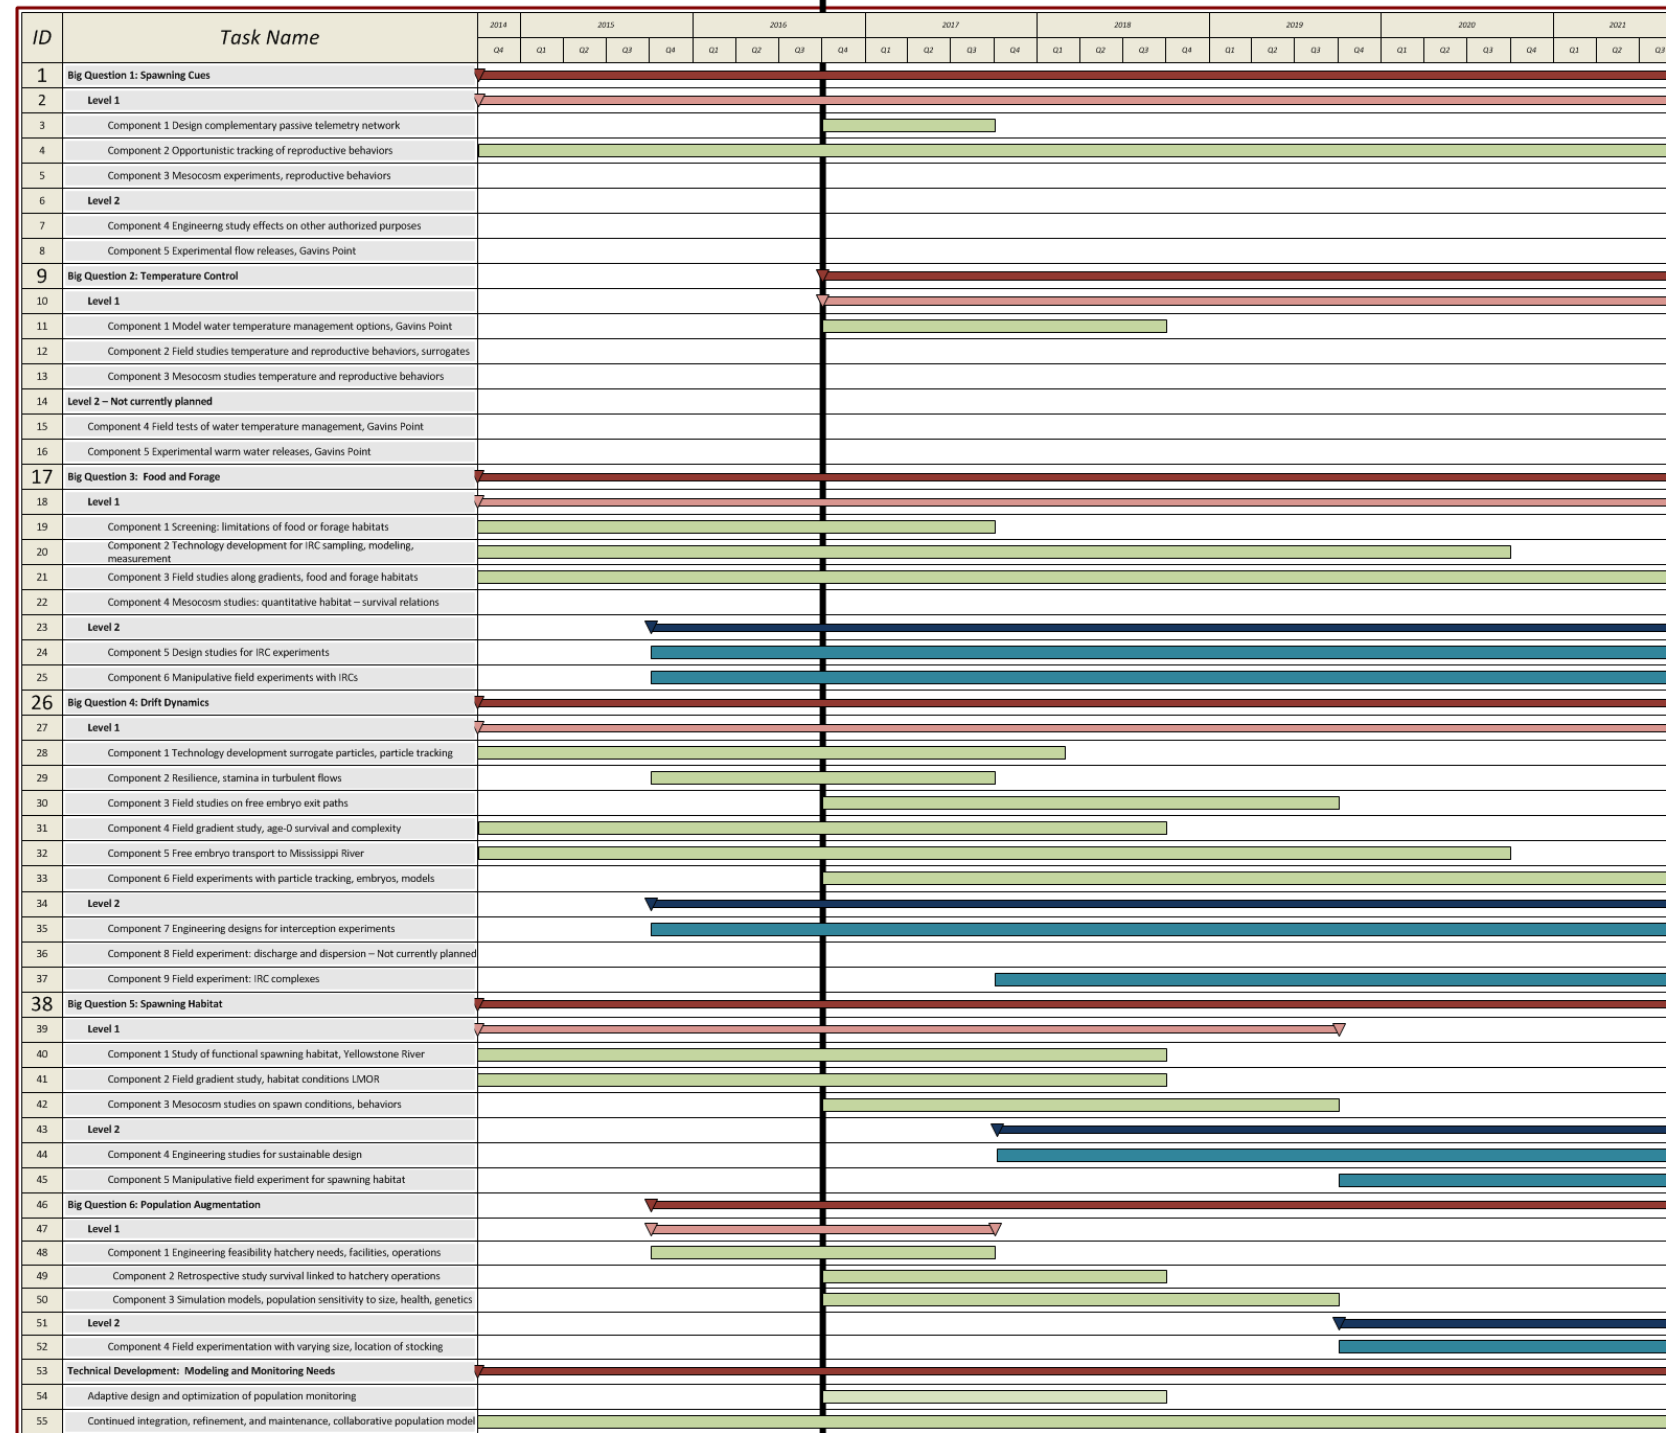 ID Task Name 2014 2015 2016 2017 2018 2019 2020 2021
Q4 Q1 Q2 Q3 Q4 Q1 Q2 Q3 Q4 Q1 Q2 Q3 Q4 Q1 Q2 Q3 Q4 Q1 Q2 Q3 Q4 Q1 Q2 Q3 Q4 Q1 Q2 Q3
1 Big Question 1: Spawning Cues
2 Level 1
3 Component 1 Design complementary passive telemetry network
4 Component 2 Opportunistic tracking of reproductive behaviors
5 Component 3 Mesocosm experiments, reproductive behaviors
6 Level 2
7 Component 4 Engineerng study effects on other authorized purposes
8 Component 5 Experimental flow releases, Gavins Point
9 Big Question 2: Temperature Control
10 Level 1
11 Component 1 Model water temperature management options, Gavins Point
12 Component 2 Field studies temperature and reproductive behaviors, surrogates
13 Component 3 Mesocosm studies temperature and reproductive behaviors
14 Level 2 – Not currently planned
15 Component 4 Field tests of water temperature management, Gavins Point
16 Component 5 Experimental warm water releases, Gavins Point
17 Big Question 3: Food and Forage
18 Level 1
19 Component 1 Screening: limitations of food or forage habitats
20 Component 2 Technology development for IRC sampling, modeling,
measurement
21 Component 3 Field studies along gradients, food and forage habitats
22 Component 4 Mesocosm studies: quantitative habitat – survival relations
23 Level 2
24 Component 5 Design studies for IRC experiments
25 Component 6 Manipulative field experiments with IRCs
26 Big Question 4: Drift Dynamics
27 Level 1
28 Component 1 Technology development surrogate particles, particle tracking
29 Component 2 Resilience, stamina in turbulent flows
30 Component 3 Field studies on free embryo exit paths
31 Component 4 Field gradient study, age-0 survival and complexity
32 Component 5 Free embryo transport to Mississippi River
33 Component 6 Field experiments with particle tracking, embryos, models
34 Level 2
35 Component 7 Engineering designs for interception experiments
36 Component 8 Field experiment: discharge and dispersion – Not currently planned
37 Component 9 Field experiment: IRC complexes
38 Big Question 5: Spawning Habitat
39 Level 1
40 Component 1 Study of functional spawning habitat, Yellowstone River
41 Component 2 Field gradient study, habitat conditions LMOR
42 Component 3 Mesocosm studies on spawn conditions, behaviors
43 Level 2
44 Component 4 Engineering studies for sustainable design
45 Component 5 Manipulative field experiment for spawning habitat
46 Big Question 6: Population Augmentation
47 Level 1
48 Component 1 Engineering feasibility hatchery needs, facilities, operations
49 Component 2 Retrospective study survival linked to hatchery operations
50 Component 3 Simulation models, population sensitivity to size, health, genetics
51 Level 2
52 Component 4 Field experimentation with varying size, location of stocking
53 Technical Development: Modeling and Monitoring Needs
54 Adaptive design and optimization of population monitoring
55 Continued integration, refinement, and maintenance, collaborative population model